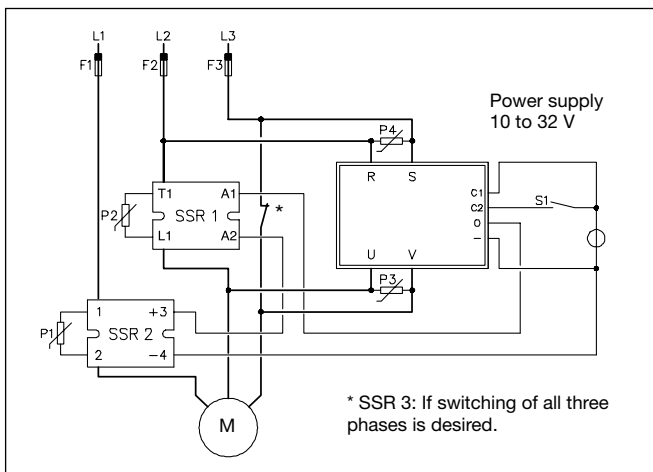 L1 L2 L3
F1 F2 F3
Power supply
10 to 32 V
P4
R S
T1 A1
C1
P2 SSR 1 *
C2 S1
0
L1 A2
–
U V
P3
1 +3
P1 SSR 2
2 –4
* SSR 3: If switching of all three
phases is desired.
M